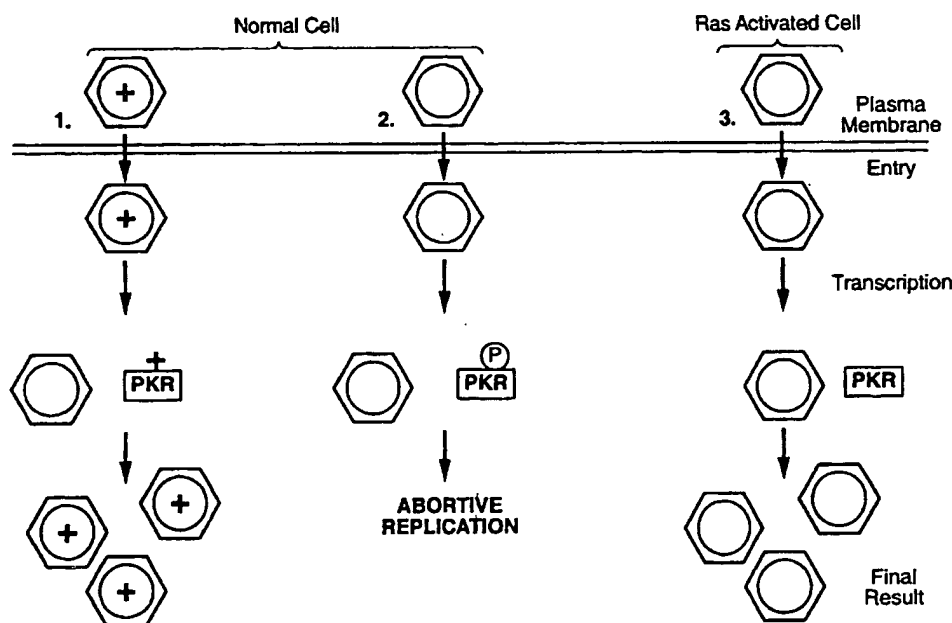 Normal Cell
Ras Activated Cell
+
1.
2.
3.
Plasma
Membrane
Entry
+
Transcription
+
P
PKR
PKR
PKR
+
+
+
ABORTIVE
REPLICATION
Final
Result